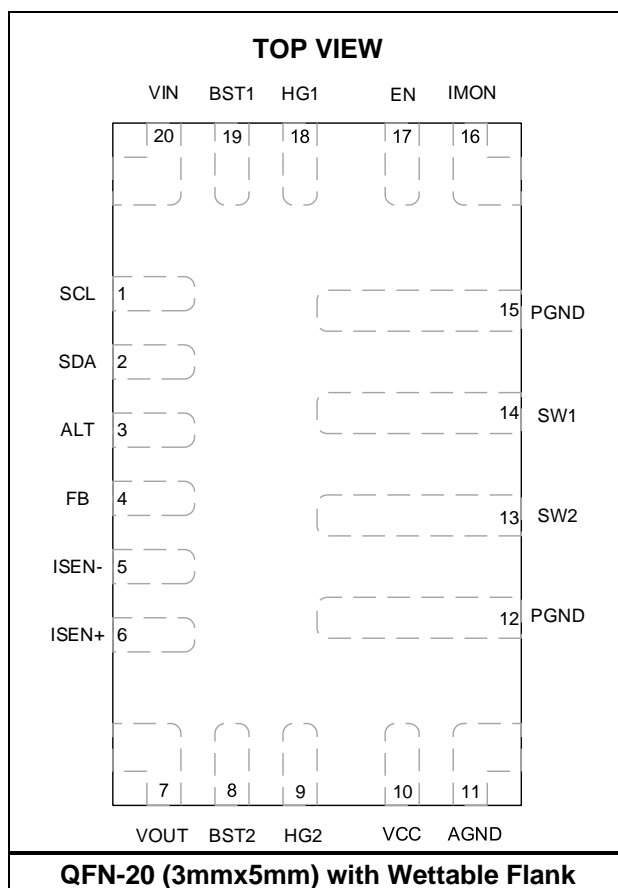 TOP VIEW
VIN BST1 HG1 EN IMON
20 19 18 17 16
SCL 1
15 PGND
SDA 2
14 SW1
ALT 3
FB 4
13 SW2
ISEN- 5
12 PGND
ISEN+ 6
7 8 9 10 11
VOUT BST2 HG2 VCC AGND
QFN-20 (3mmx5mm) with Wettable Flank